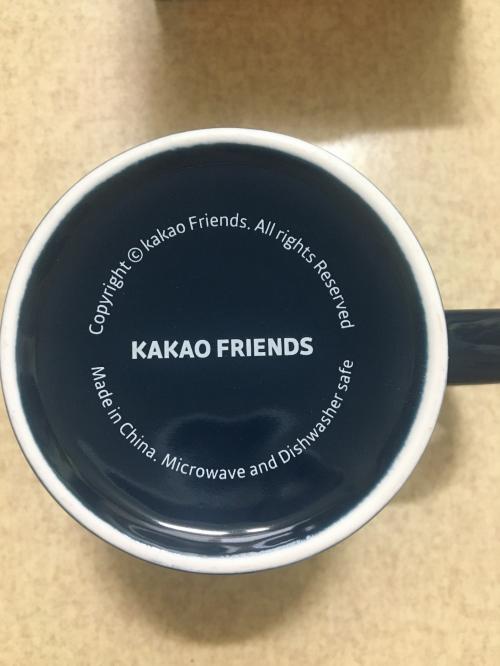 Copyright © kakao Friends. All rights Reserved
KAKAO FRIENDS
Made in China. Microwave and Dishwasher safe